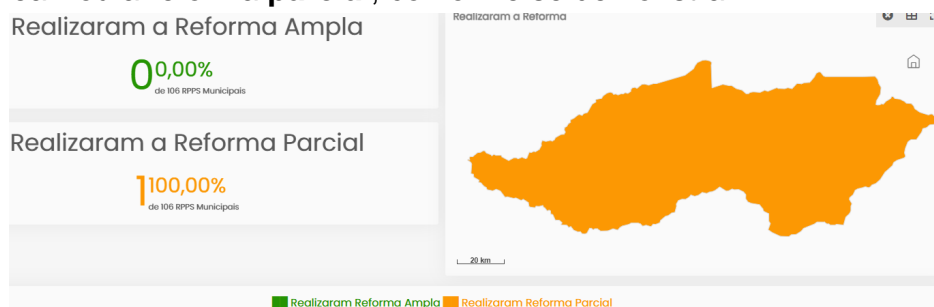 Realizaram a Reforma Ampla
0 0,00%
de 106 RPPS Municipais
Realizaram a Reforma Parcial
1 100,00%
de 106 RPPS Municipais
Realizaram a Reforma
20 km
Realizaram Reforma Ampla Realizaram Reforma Parcial